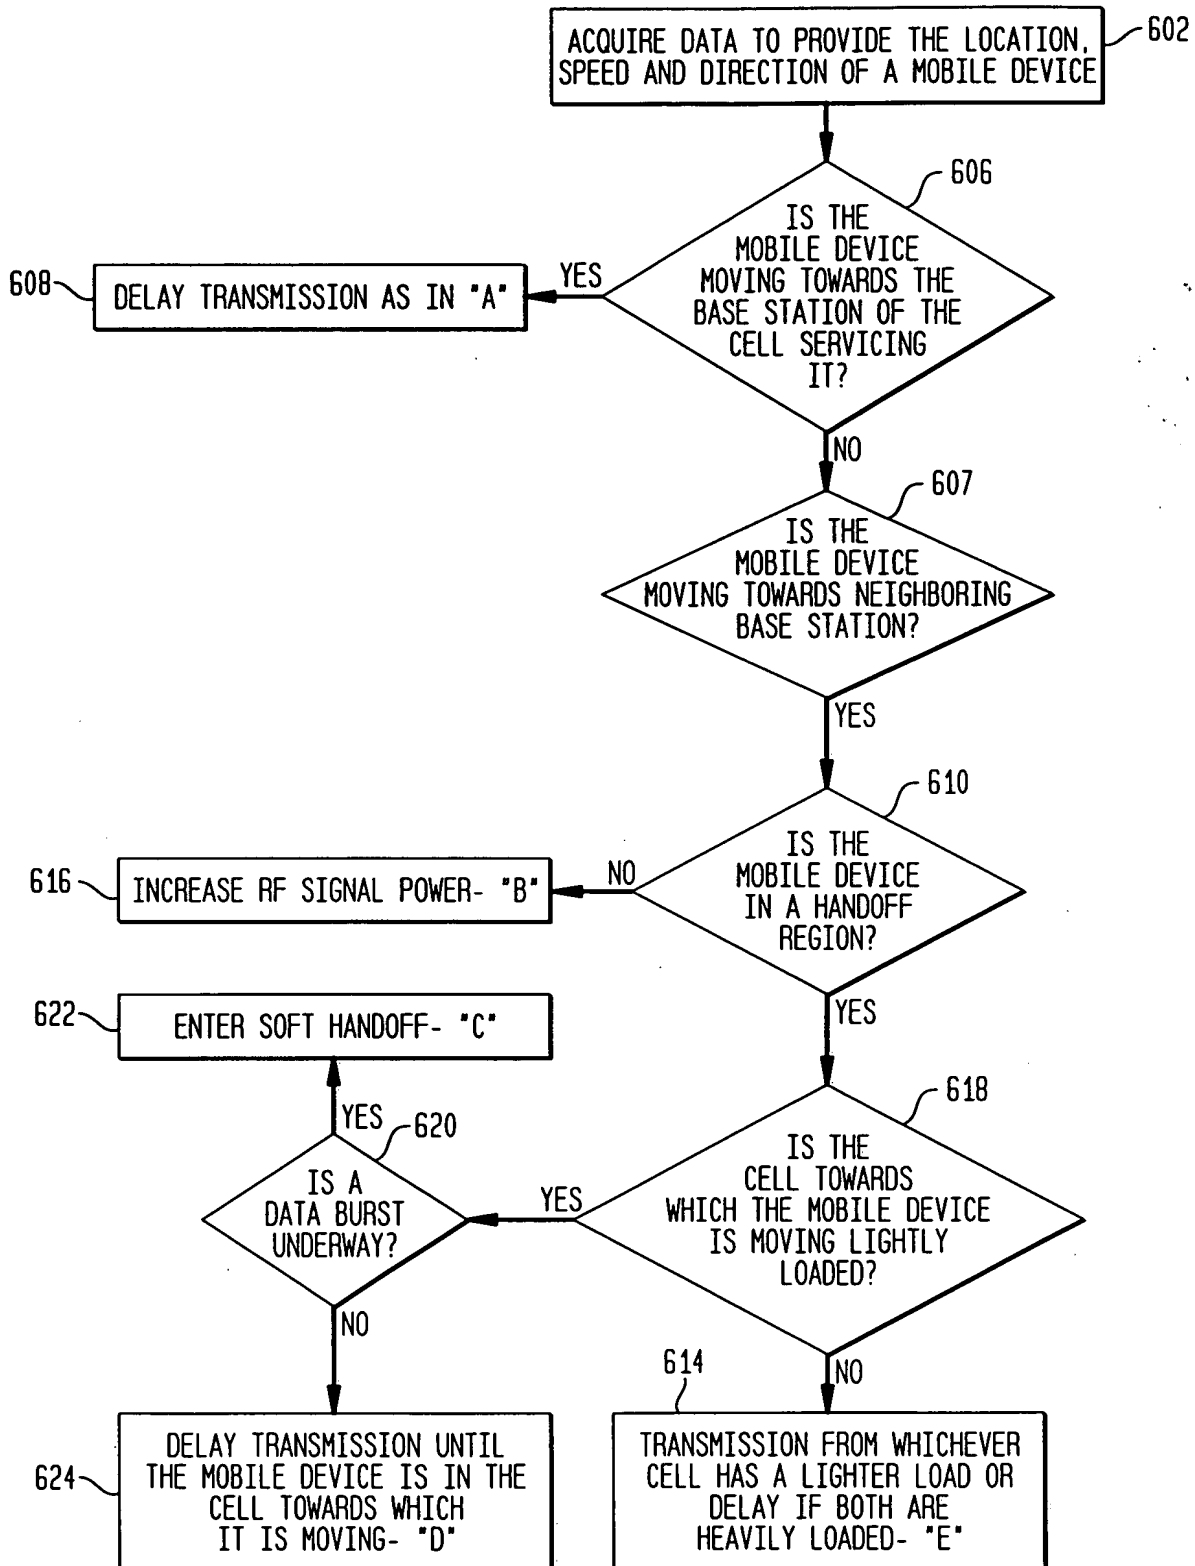 ACQUIRE DATA TO PROVIDE THE LOCATION,
SPEED AND DIRECTION OF A MOBILE DEVICE
602
606
IS THE
MOBILE DEVICE
MOVING TOWARDS THE
BASE STATION OF THE
CELL SERVICING
IT?
YES
608
DELAY TRANSMISSION AS IN "A"
NO
607
IS THE
MOBILE DEVICE
MOVING TOWARDS NEIGHBORING
BASE STATION?
YES
610
IS THE
MOBILE DEVICE
IN A HANDOFF
REGION?
NO
616
INCREASE RF SIGNAL POWER- "B"
YES
622
ENTER SOFT HANDOFF- "C"
618
IS THE
CELL TOWARDS
WHICH THE MOBILE DEVICE
IS MOVING LIGHTLY
LOADED?
YES
YES
620
IS A
DATA BURST
UNDERWAY?
NO
NO
624
DELAY TRANSMISSION UNTIL
THE MOBILE DEVICE IS IN THE
CELL TOWARDS WHICH
IT IS MOVING- "D"
614
TRANSMISSION FROM WHICHEVER
CELL HAS A LIGHTER LOAD OR
DELAY IF BOTH ARE
HEAVILY LOADED- "E"